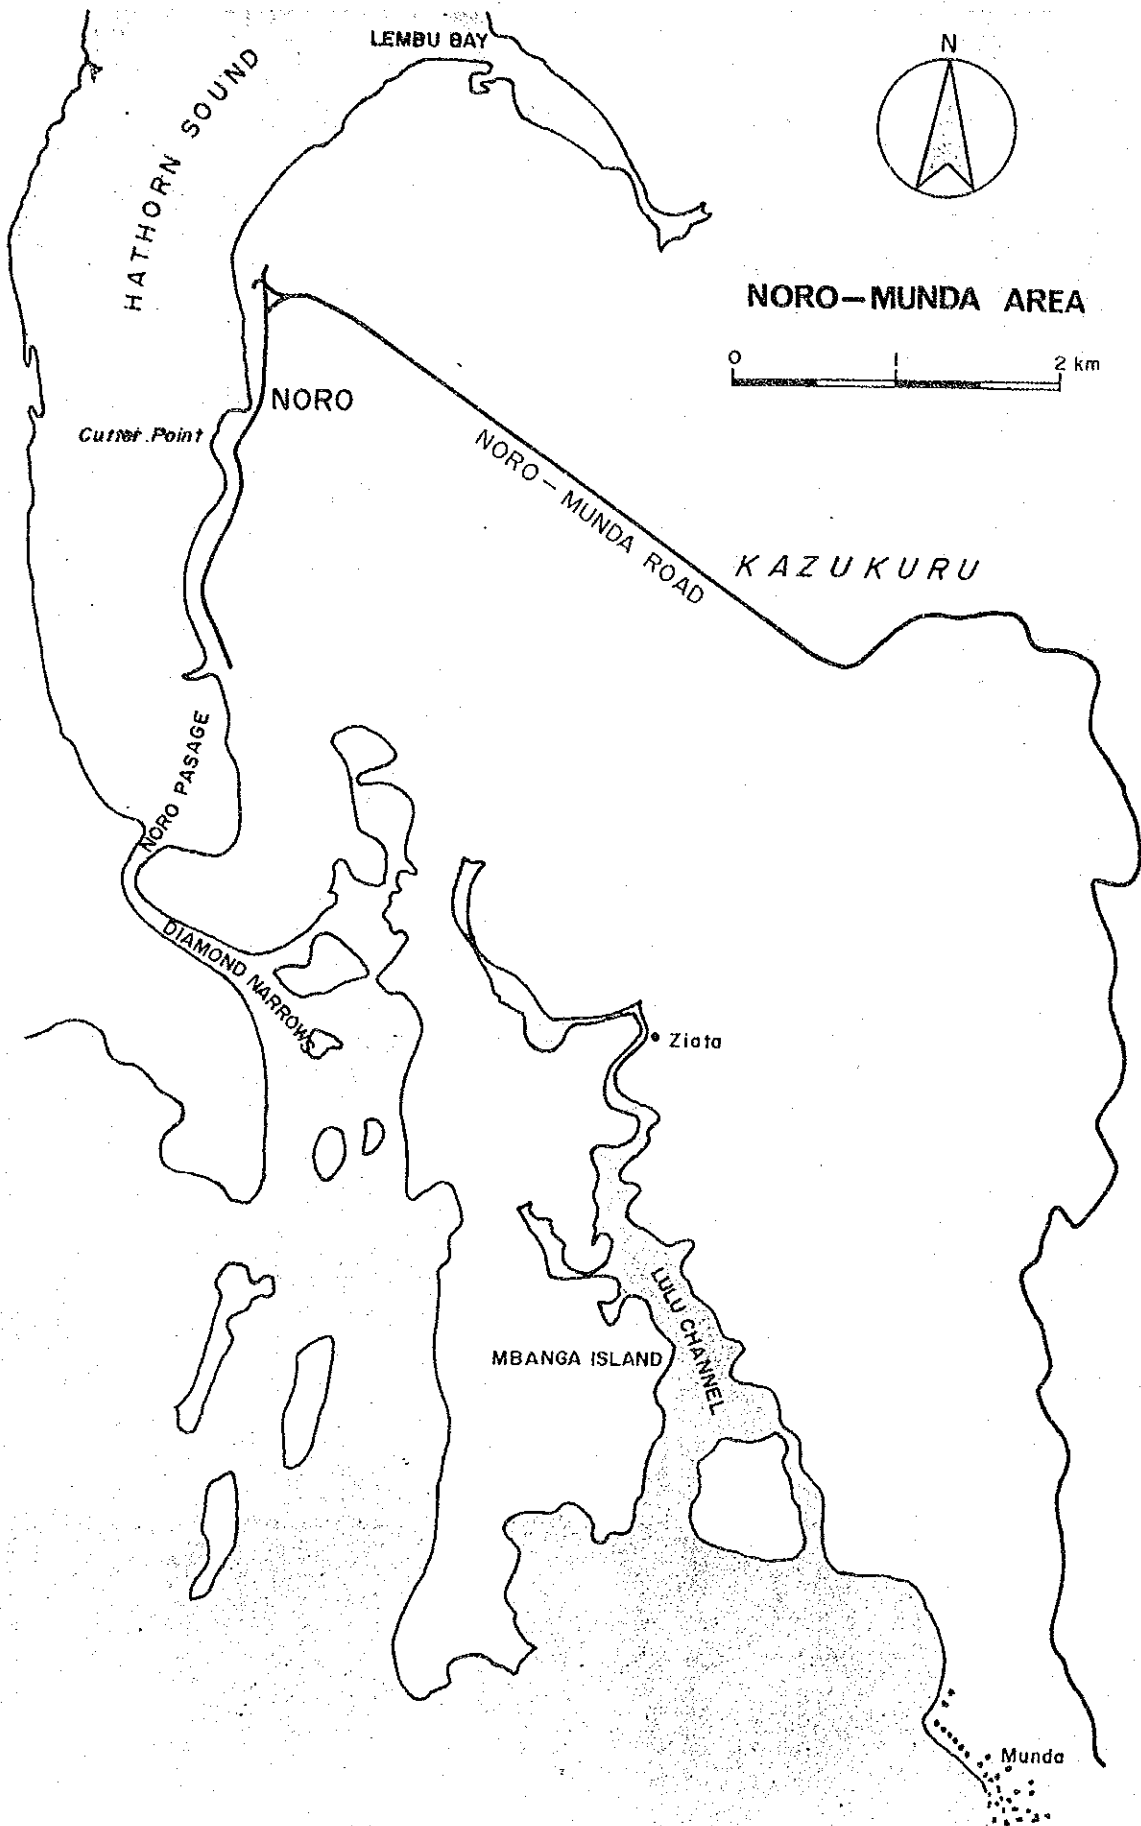 LEMBU BAY
N
HATHORN SOUND
NORO—MUNDA AREA
0 1 2 km
NORO
Cutter Point
NORO – MUNDA ROAD
KAZUKURU
NORO PASAGE
DIAMOND NARROWS
Ziata
LULU CHANNEL
MBANGA ISLAND
Munda